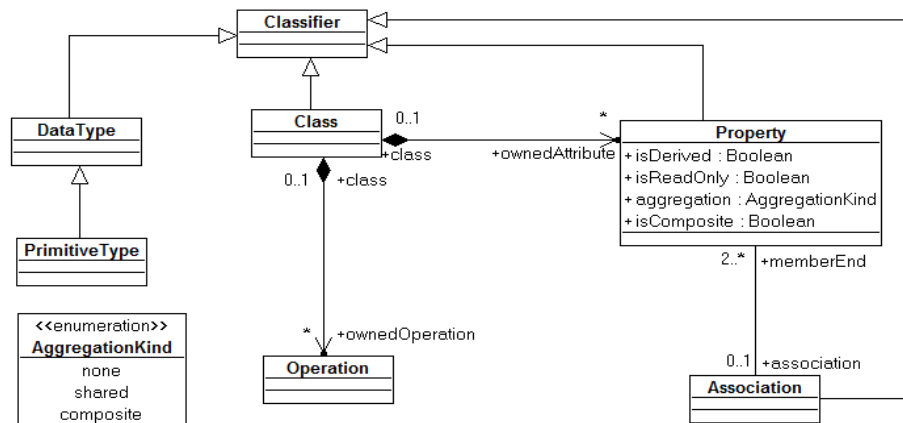 Classifier
DataType
Class
0..1
+class
*
+ownedAttribute
Property
+ isDerived : Boolean
+ isReadOnly : Boolean
+ aggregation : AggregationKind
+ isComposite : Boolean
0..1
+class
PrimitiveType
2..*
+memberEnd
<<enumeration>>
AggregationKind
none
shared
composite
*
+ownedOperation
Operation
0..1
+association
Association